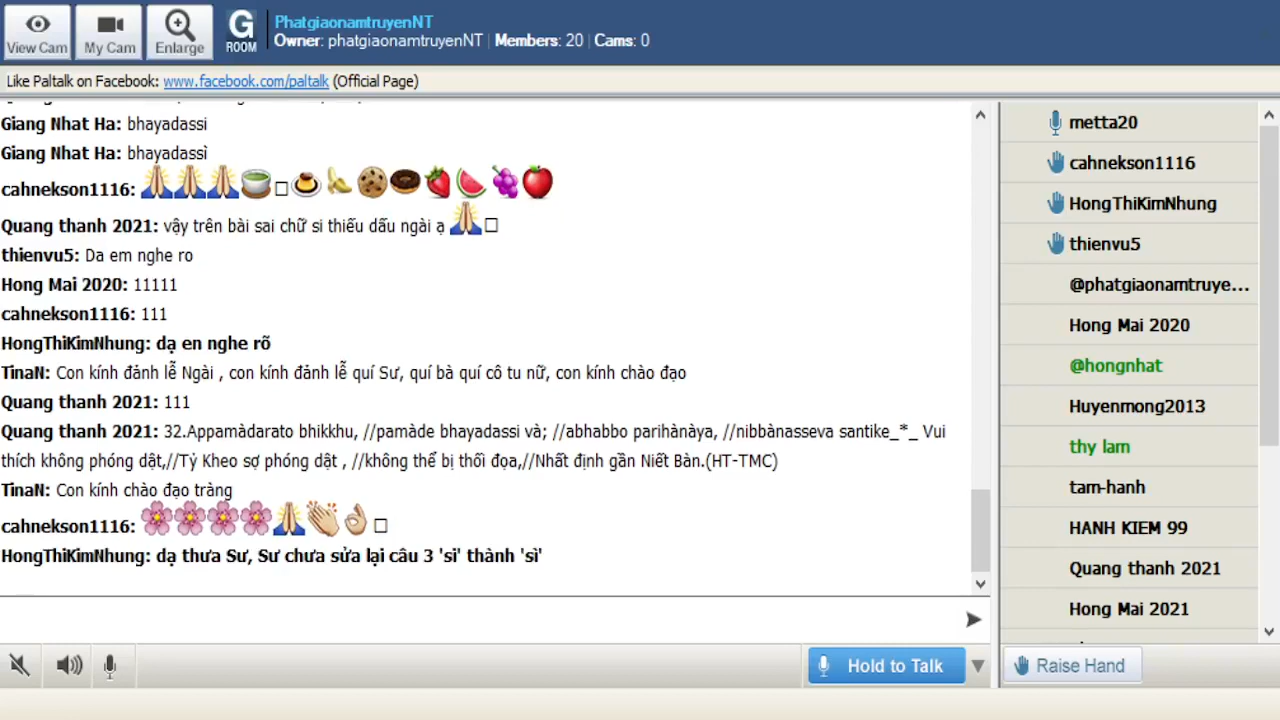 View Cam
My Cam
Enlarge
G
ROOM
PhatgiaonamtruyenNT
Owner: phatgiaonamtruyenNT | Members: 20 | Cams: 0
Like Paltalk on Facebook: www.facebook.com/paltalk (Official Page)
Giang Nhat Ha: bhayadassi
Giang Nhat Ha: bhayadassì
cahnekson1116:
Quang thanh 2021: vậy trên bài sai chữ si thiếu dấu ngài ạ
thienvu5: Da em nghe ro
Hong Mai 2020: 11111
cahnekson1116: 111
HongThiKimNhung: dạ en nghe rõ
TinaN: Con kính đảnh lễ Ngài , con kính đảnh lễ quí Sư, quí bà quí cô tu nữ, con kính chào đạo
Quang thanh 2021: 111
Quang thanh 2021: 32.Appamàdarato bhikkhu, //pamàde bhayadassi và; //abhabbo parihànàya, //nibbànasseva santike_*_ Vui
thích không phóng dật,//Tỷ Kheo sợ phóng dật , //không thể bị thối đọa,//Nhất định gần Niết Bàn.(HT-TMC)
TinaN: Con kính chào đạo tràng
cahnekson1116:
HongThiKimNhung: dạ thưa Sư, Sư chưa sửa lại câu 3 'si' thành 'sì'
Hold to Talk
metta20
cahnekson1116
HongThiKimNhung
thienvu5
@phatgiaonamtruye...
Hong Mai 2020
@hongnhat
Huyenmong2013
thy lam
tam-hanh
HANH KIEM 99
Quang thanh 2021
Hong Mai 2021
Raise Hand